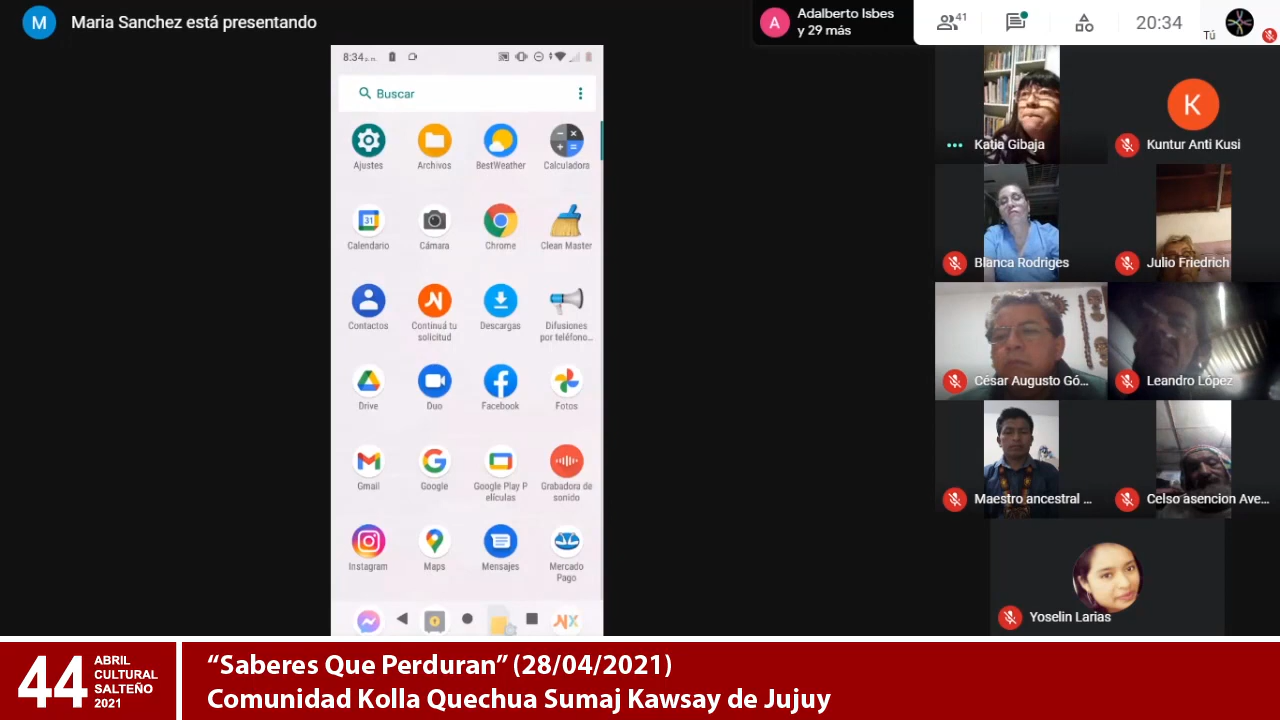 M
Maria Sanchez está presentando
A
Adalberto Isbes
y 29 más
41
20:34
Tú
8:34 p. m.
Buscar
Ajustes
Archivos
BestWeather
Calculadora
31
Calendario
Cámara
Chrome
Clean Master
Contactos
Continuá tu
solicitud
Descargas
Difusiones
por teléfono...
Drive
Duo
Facebook
Fotos
Gmail
Google
Google Play P
elículas
Grabadora de
sonido
Instagram
Maps
Mensajes
Mercado
Pago
NX
Katia Gibaja
K
Kuntur Anti Kusi
Blanca Rodriges
Julio Friedrich
César Augusto Gó...
Leandro López
Maestro ancestral ...
Celso asencion Ave...
Yoselin Larias
44 ABRIL
CULTURAL
SALTEÑO
2021
“Saberes Que Perduran” (28/04/2021)
Comunidad Kolla Quechua Sumaj Kawsay de Jujuy